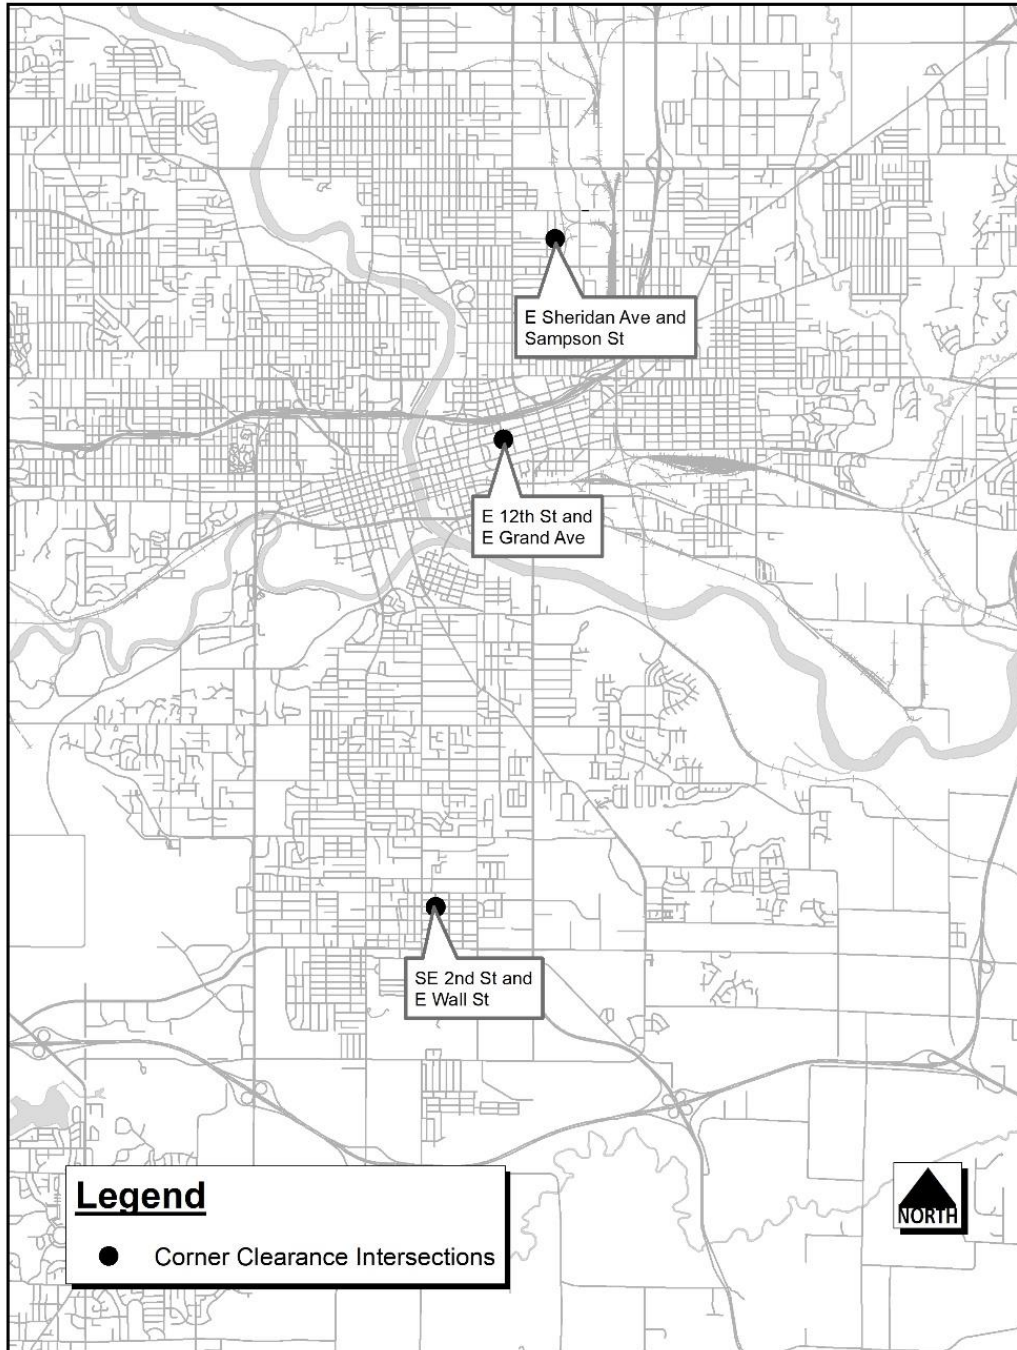 E Sheridan Ave and
Sampson St
E 12th St and
E Grand Ave
SE 2nd St and
E Wall St
Legend
Corner Clearance Intersections
NORTH